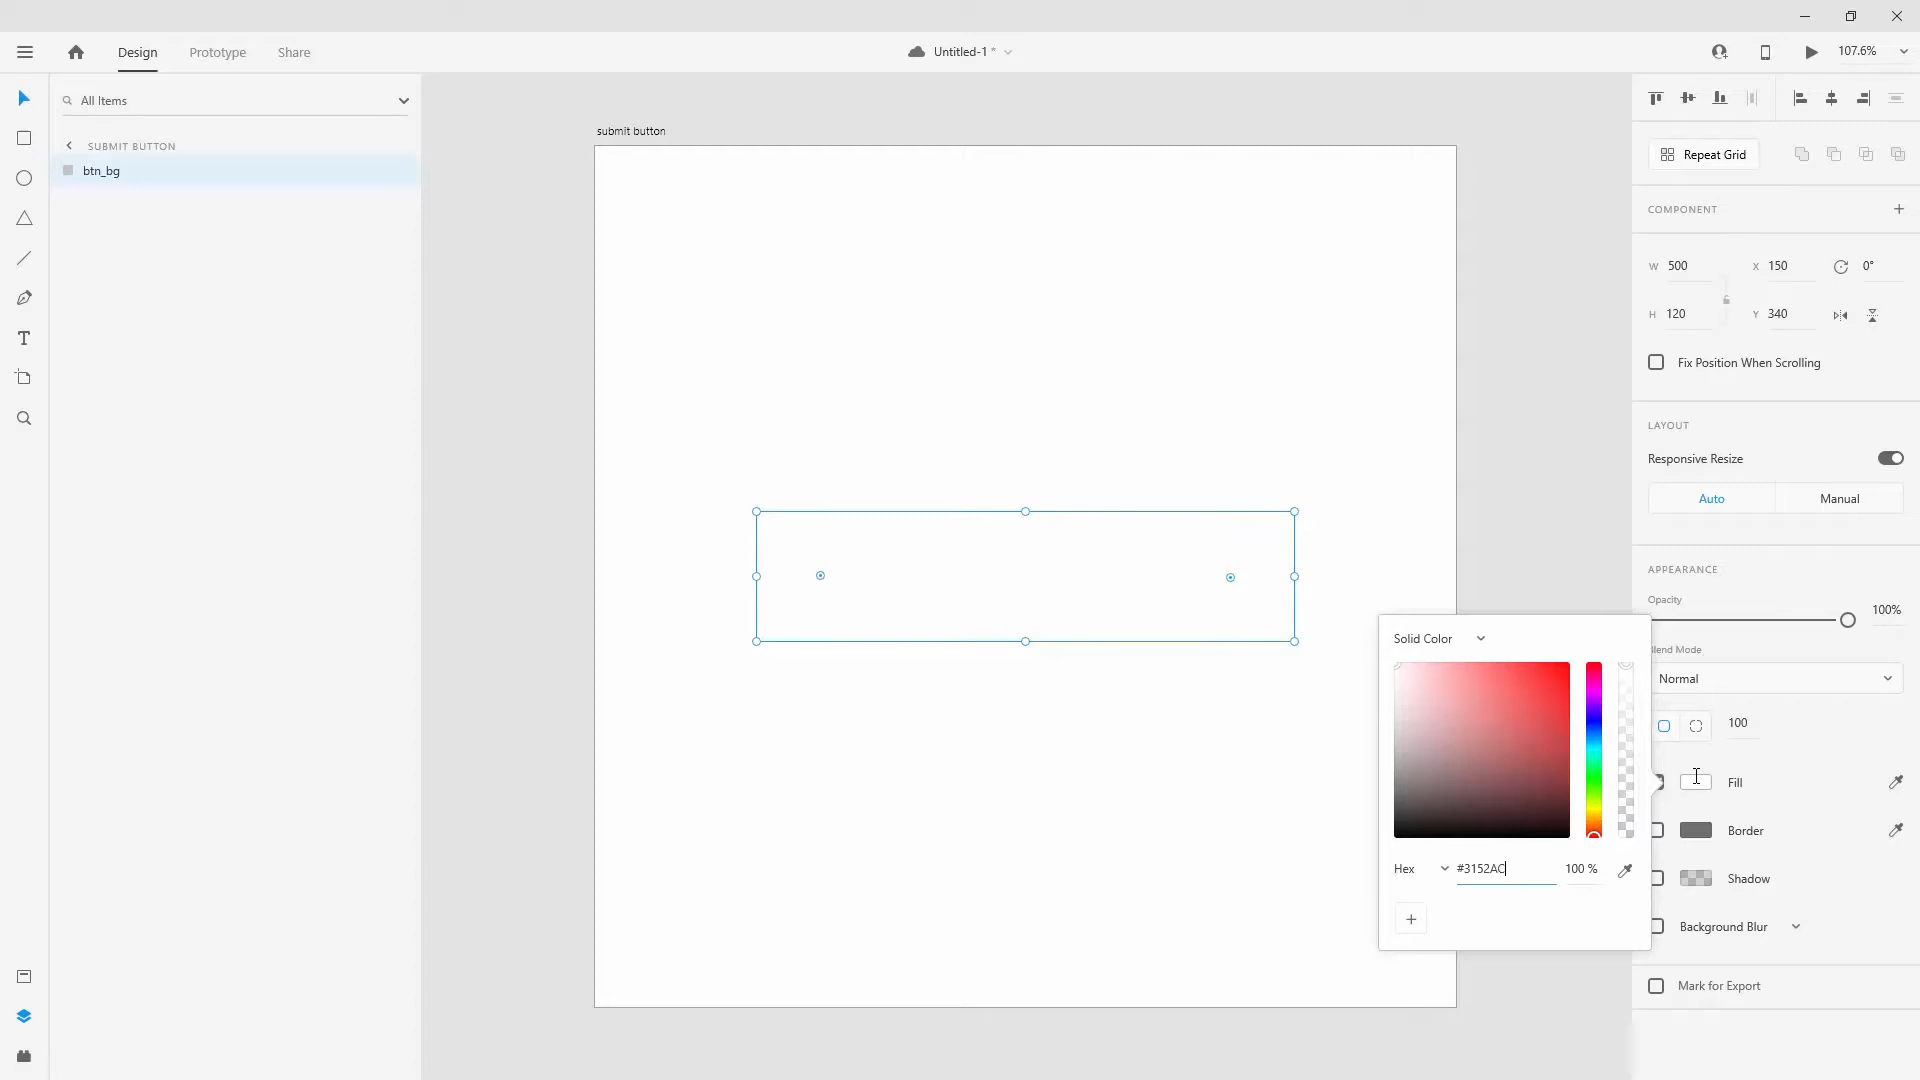 Design Prototype Share
Untitled-1 *
107.6%
All Items
SUBMIT BUTTON
btn_bg
submit button
Repeat Grid
COMPONENT
W 500 X 150 0°
H 120 Y 340
Fix Position When Scrolling
LAYOUT
Responsive Resize
Auto Manual
APPEARANCE
Opacity
100%
lend Mode
Normal
100
Fill
Border
Shadow
Background Blur
Mark for Export
Solid Color
Hex #3152AC 100 %